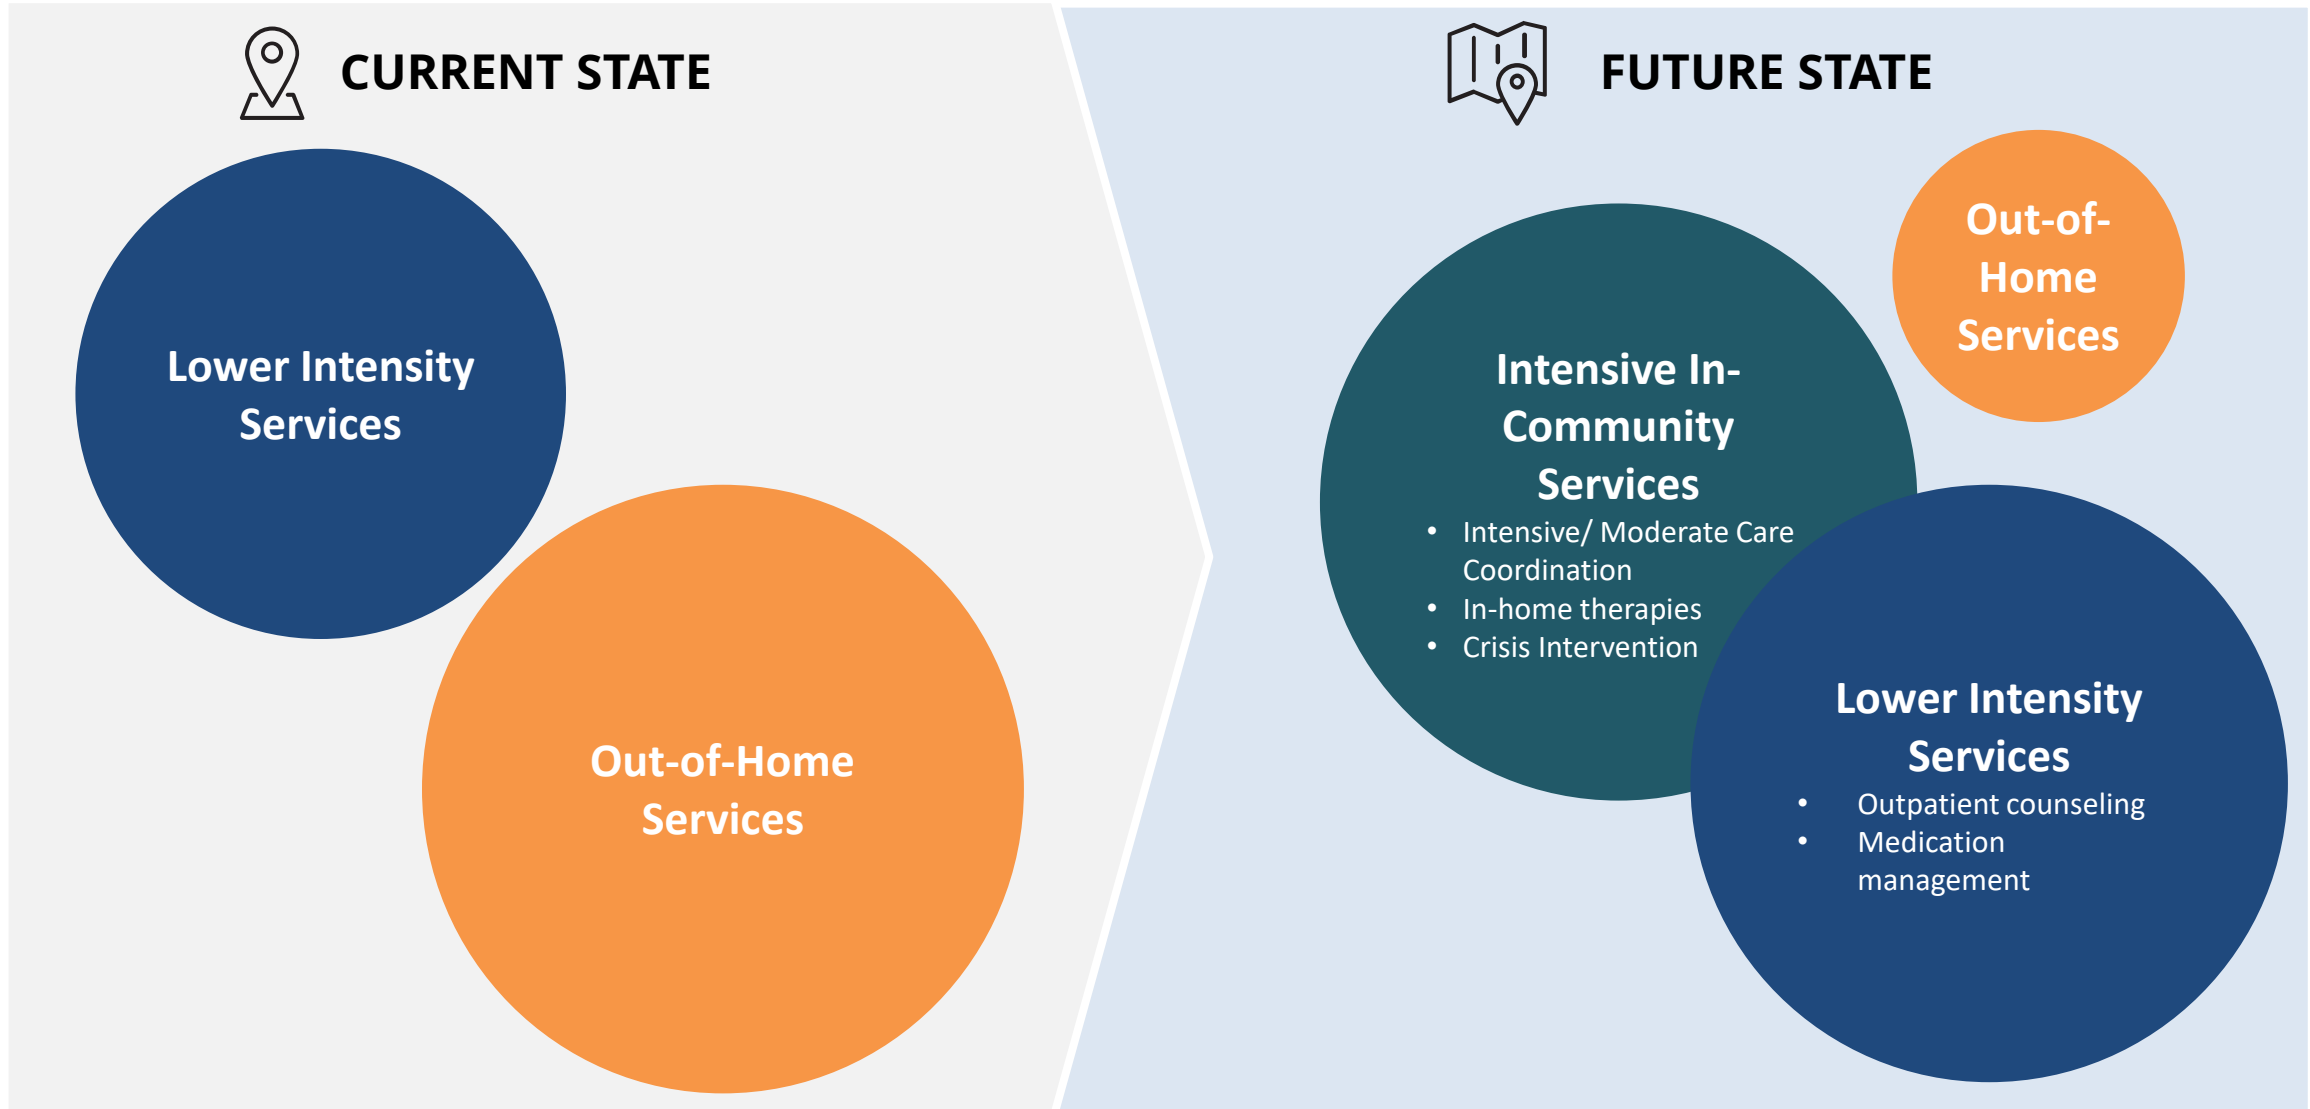 CURRENT STATE
Lower Intensity
Services
Out-of-Home
Services
FUTURE STATE
Out-of-
Home
Services
Intensive In-
Community
Services
• Intensive/ Moderate Care
Coordination
• In-home therapies
• Crisis Intervention
Lower Intensity
Services
• Outpatient counseling
• Medication
management